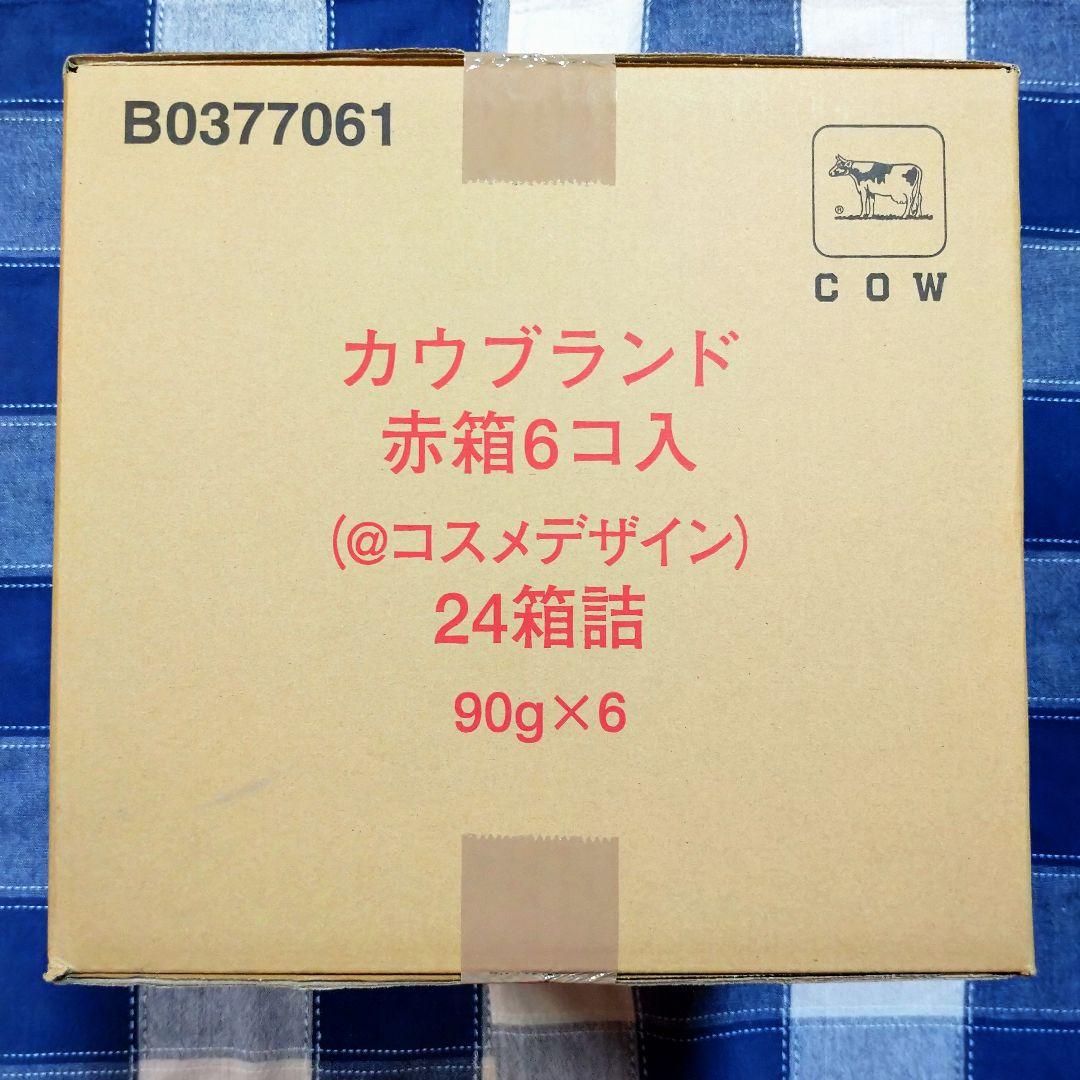 B0377061
®
COW
カウブランド
赤箱6コ入
(@コスメデザイン)
24箱詰
90g×6